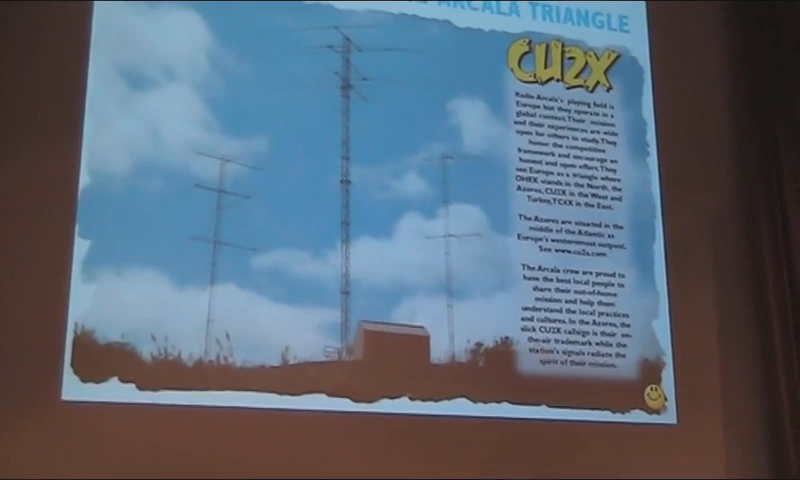 ARCALA TRIANGLE
CU2X
Radio Arcala's playing field is
Europe but they operate in a
global context. Their mission
and their experiences are wide
open for others to study. They
honor the competitive
framework and encourage an
honest and open effort. They
see Europe as a triangle where
OH8X stands in the North, the
Azores, CU2X in the West and
Turkey, TC4X in the East.
The Azores are situated in the
middle of the Atlantic as
Europe's westernmost outpost.
See www.cu2x.com
The Arcala crew are proud to
have the best local people to
share their out-of-home
mission and help them
understand the local practices
and cultures. In the Azores, the
slick CU2X callsign is their on-
the-air trademark while the
station's signals radiate the
spirit of their mission.